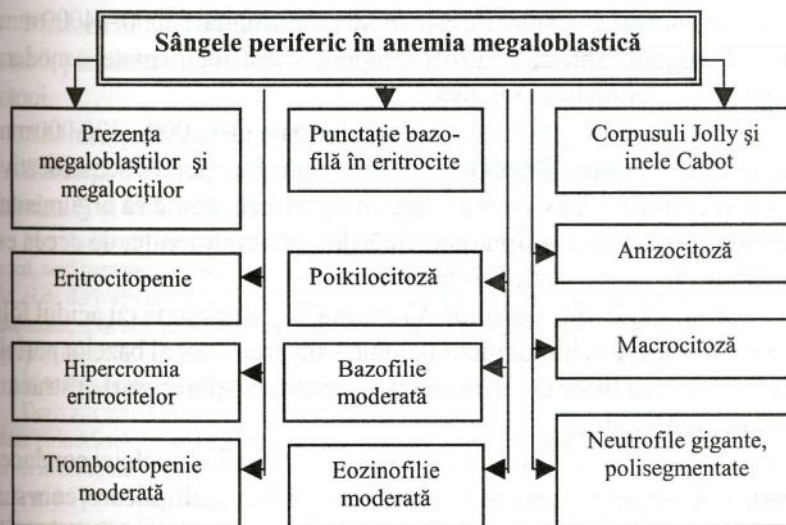 Sângele periferic în anemia megaloblastică
Prezența
megaloblaștilor și
megalociților
Punctație bazo-
filă în eritrocite
Corpusuli Jolly și
inele Cabot
Eritrocitopenie
Poikilocitoză
Anizocitoză
Hipercromia
eritrocitelor
Bazofilie
moderată
Macrocitoză
Trombocitopenie
moderată
Eozinofilie
moderată
Neutrofile gigante,
polisegmentate